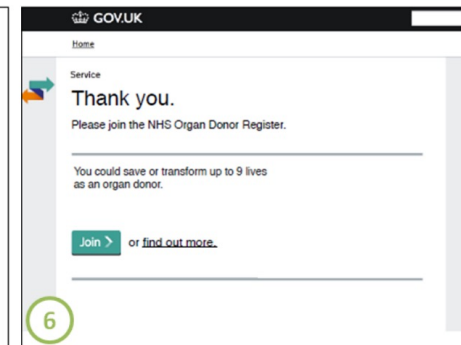 GOV.UK
Home
Service
Thank you.
Please join the NHS Organ Donor Register.
You could save or transform up to 9 lives
as an organ donor.
Join > or find out more.
6